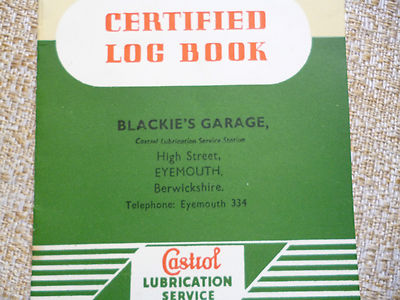 CERTIFIED
LOG BOOK
BLACKIE'S GARAGE,
Castrol Lubrication Service Station
High Street,
EYEMOUTH,
Berwickshire.
Telephone: Eyemouth 334
Castrol
LUBRICATION
SERVICE